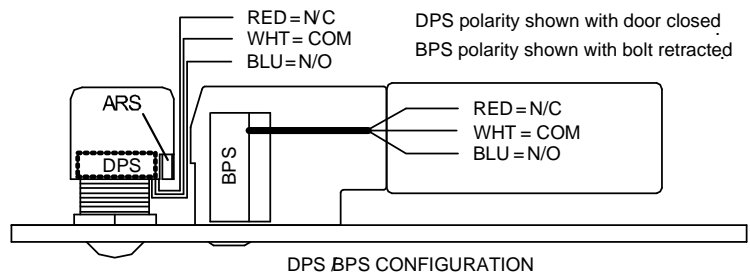 RED=N/C
WHT=COM
BLU=N/O
DPS polarity shown with door closed
BPS polarity shown with bolt retracted
ARS
DPS
BPS
RED=N/C
WHT=COM
BLU=N/O
DPS/BPS CONFIGURATION